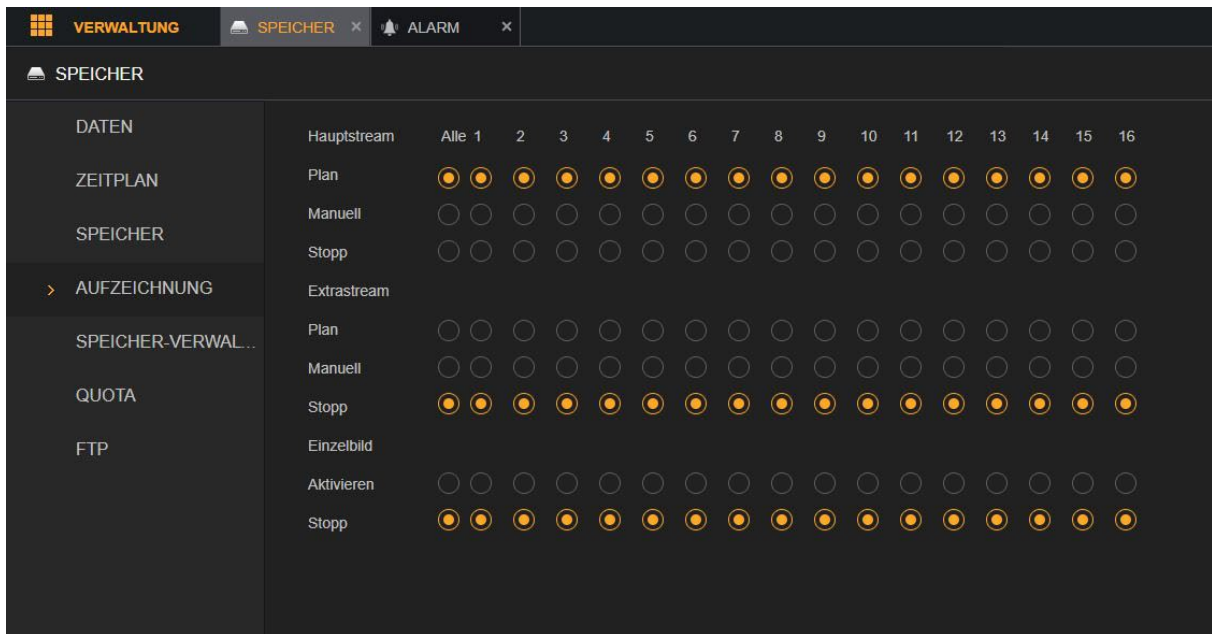 VERWALTUNG SPEICHER × ALARM ×
SPEICHER
DATEN
ZEITPLAN
SPEICHER
> AUFZEICHNUNG
SPEICHER-VERWAL...
QUOTA
FTP
Hauptstream Alle 1 2 3 4 5 6 7 8 9 10 11 12 13 14 15 16
Plan
Manuell
Stopp
Extrastream
Plan
Manuell
Stopp
Einzelbild
Aktivieren
Stopp